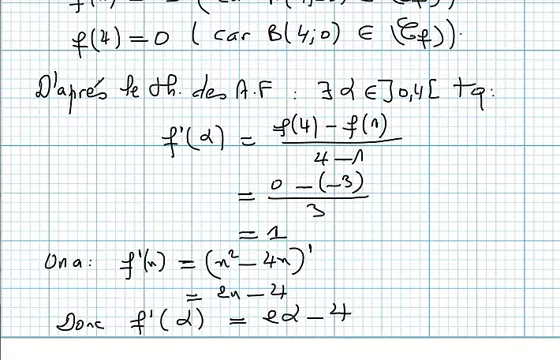 f(4) = 0 ( car B(4;0) ∈ (𝒞f)).
D'aprés le th. des A.F : ∃ α ∈ ]0,4[ tq:
f'(α) = f(4) - f(1) / 4 - 1
= 0 - (-3) / 3
= 1
On a : f'(x) = (x² - 4x)'
= 2x - 4
Donc f'(α) = 2α - 4